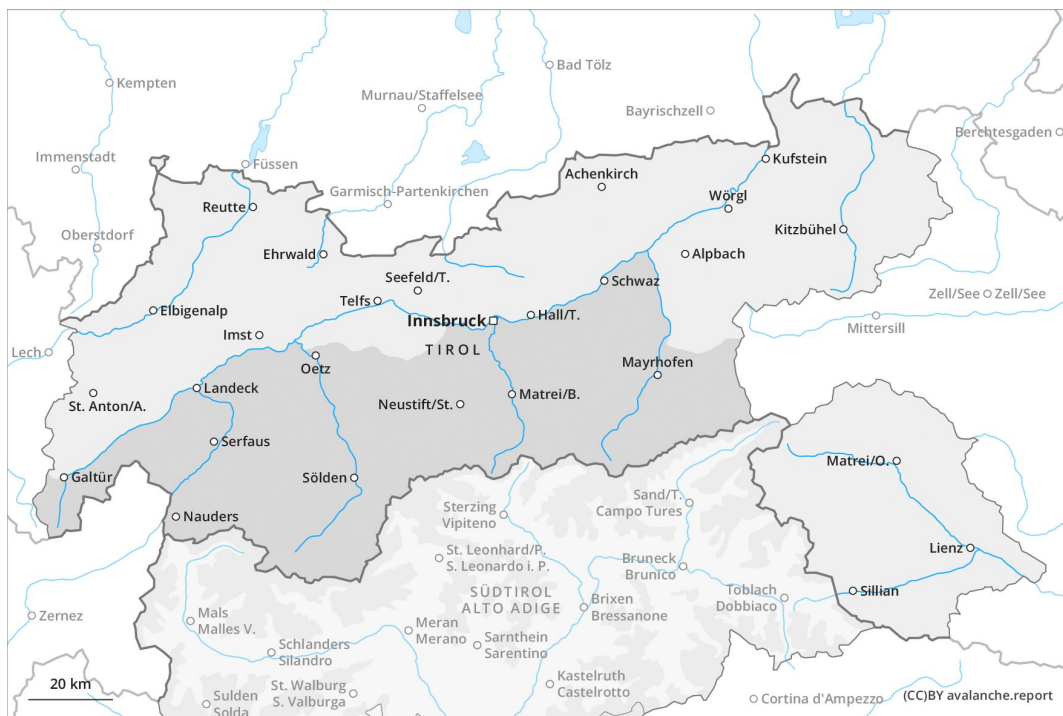 Kempten
Bad Tölz
Murnau/Staffelsee
Bayrischzell
Berchtesgaden
Immenstadt
Füssen
Kufstein
Garmisch-Partenkirchen
Achenkirch
Reutte
Wörgl
Oberstdorf
Kitzbühel
Ehrwald
Alpbach
Seefeld/T.
Schwaz
Zell/See
Zell/See
Telfs
Elbigenalp
Hall/T.
Innsbruck
Mittersill
Imst
TIROL
Lech
Oetz
Mayrhofen
Landeck
Matrei/B.
St. Anton/A.
Neustift/St.
Serfaus
Matrei/O.
Galtür
Sölden
Sand/T.
Campo Tures
Sterzing
Vipiteno
Nauders
Lienz
St. Leonhard/P.
S. Leonardo i. P.
Bruneck
Brunico
SÜDTIROL
ALTO ADIGE
Sillian
Toblach
Dobbiaco
Brixen
Bressanone
Zernez
Mals
Malles V.
Meran
Merano
Sarnthein
Sarentino
Schlanders
Silandro
Kastelruth
Castelrotto
20 km
St. Walburg
S. Valburga
Sulden
Solda
Cortina d'Ampezzo
(CC)BY avalanche.report